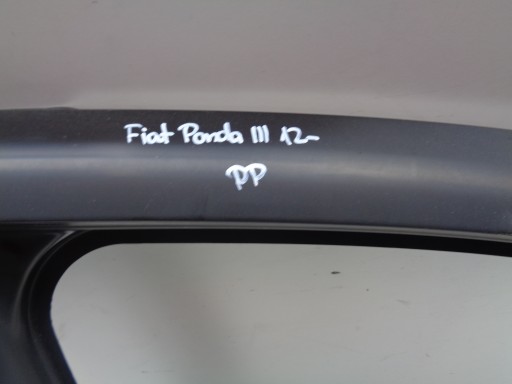 Fiat Panda III 12-
PP